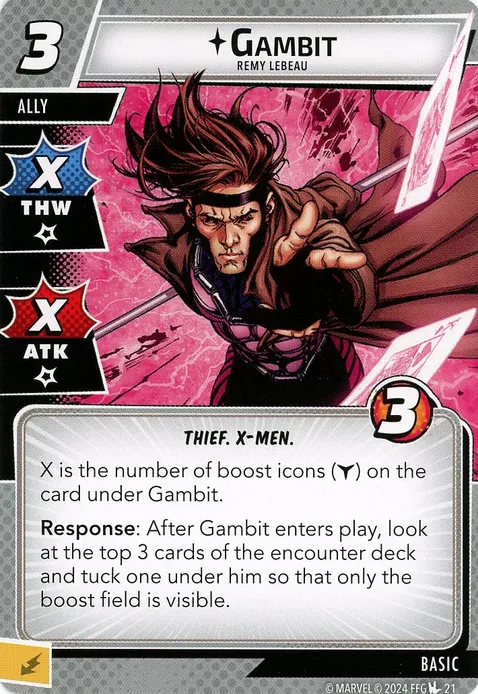 3
GAMBIT
REMY LEBEAU
ALLY
X
THW
X
ATK
3
THIEF. X-MEN.
X is the number of boost icons ( ) on the
card under Gambit.
Response: After Gambit enters play, look
at the top 3 cards of the encounter deck
and tuck one under him so that only the
boost field is visible.
BASIC
© MARVEL © 2024 FFG 21